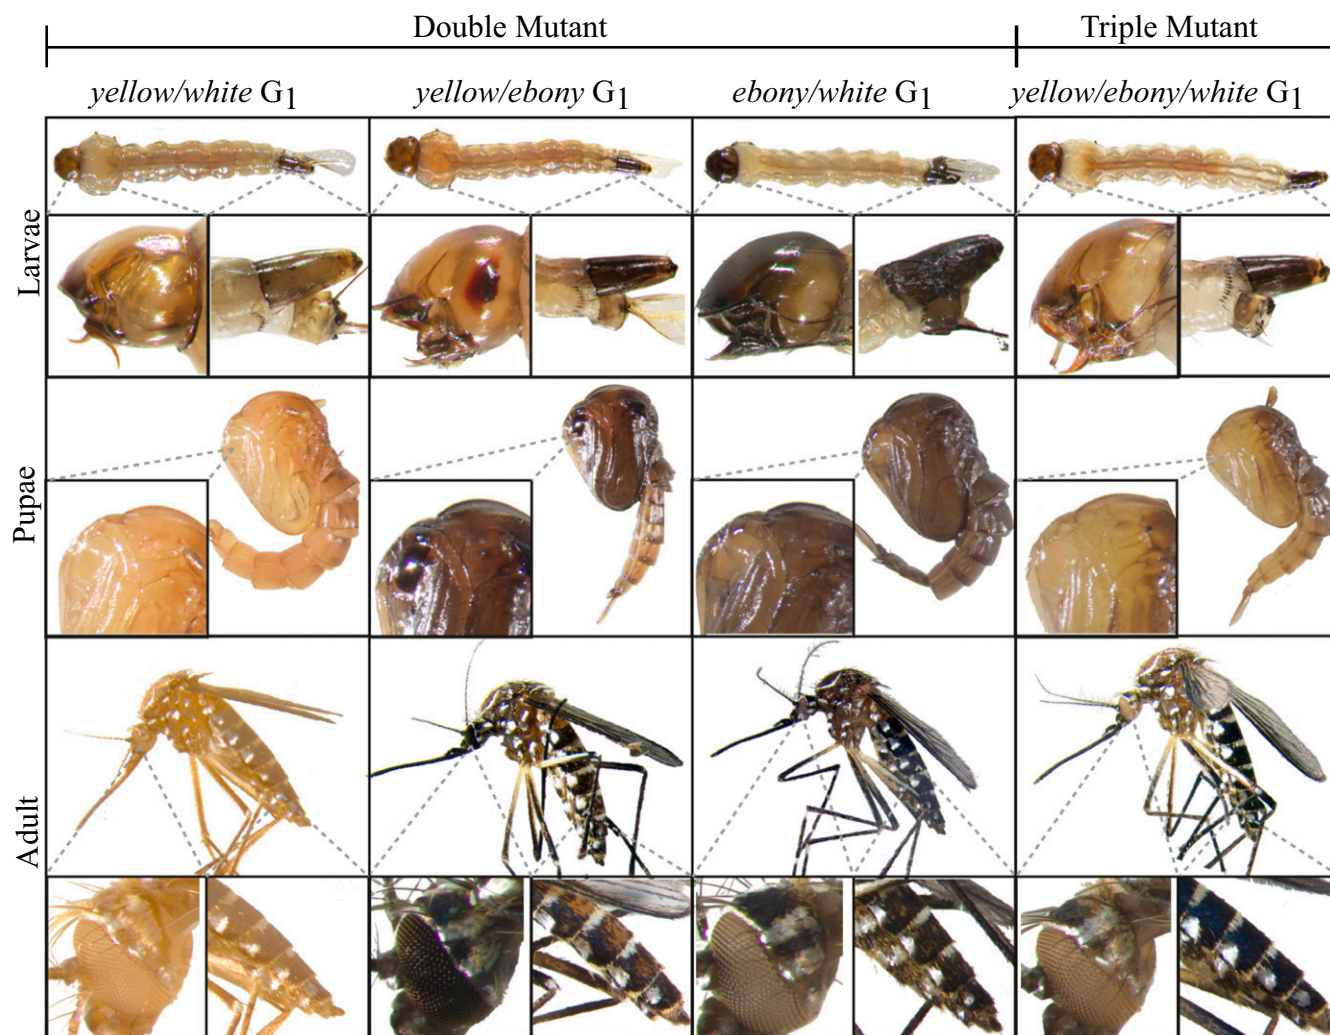 Double Mutant
Triple Mutant
yellow/white G1
yellow/ebony G1
ebony/white G1
yellow/ebony/white G1
Larvae
Pupae
Adult